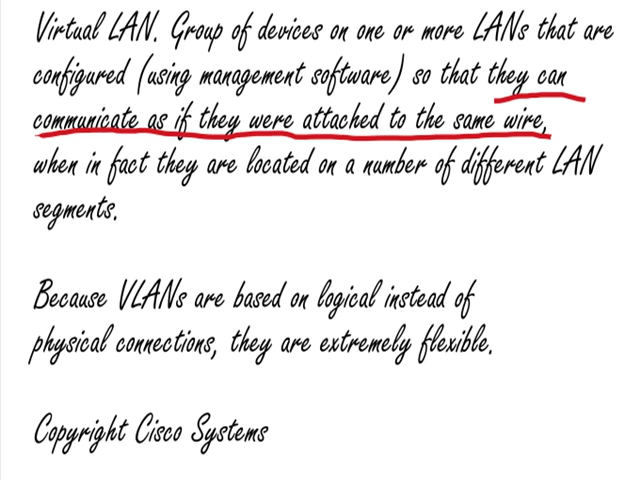 Virtual LAN. Group of devices on one or more LANs that are
configured (using management software) so that they can
communicate as if they were attached to the same wire,
when in fact they are located on a number of different LAN
segments.
Because VLANs are based on logical instead of
physical connections, they are extremely flexible.
Copyright Cisco Systems